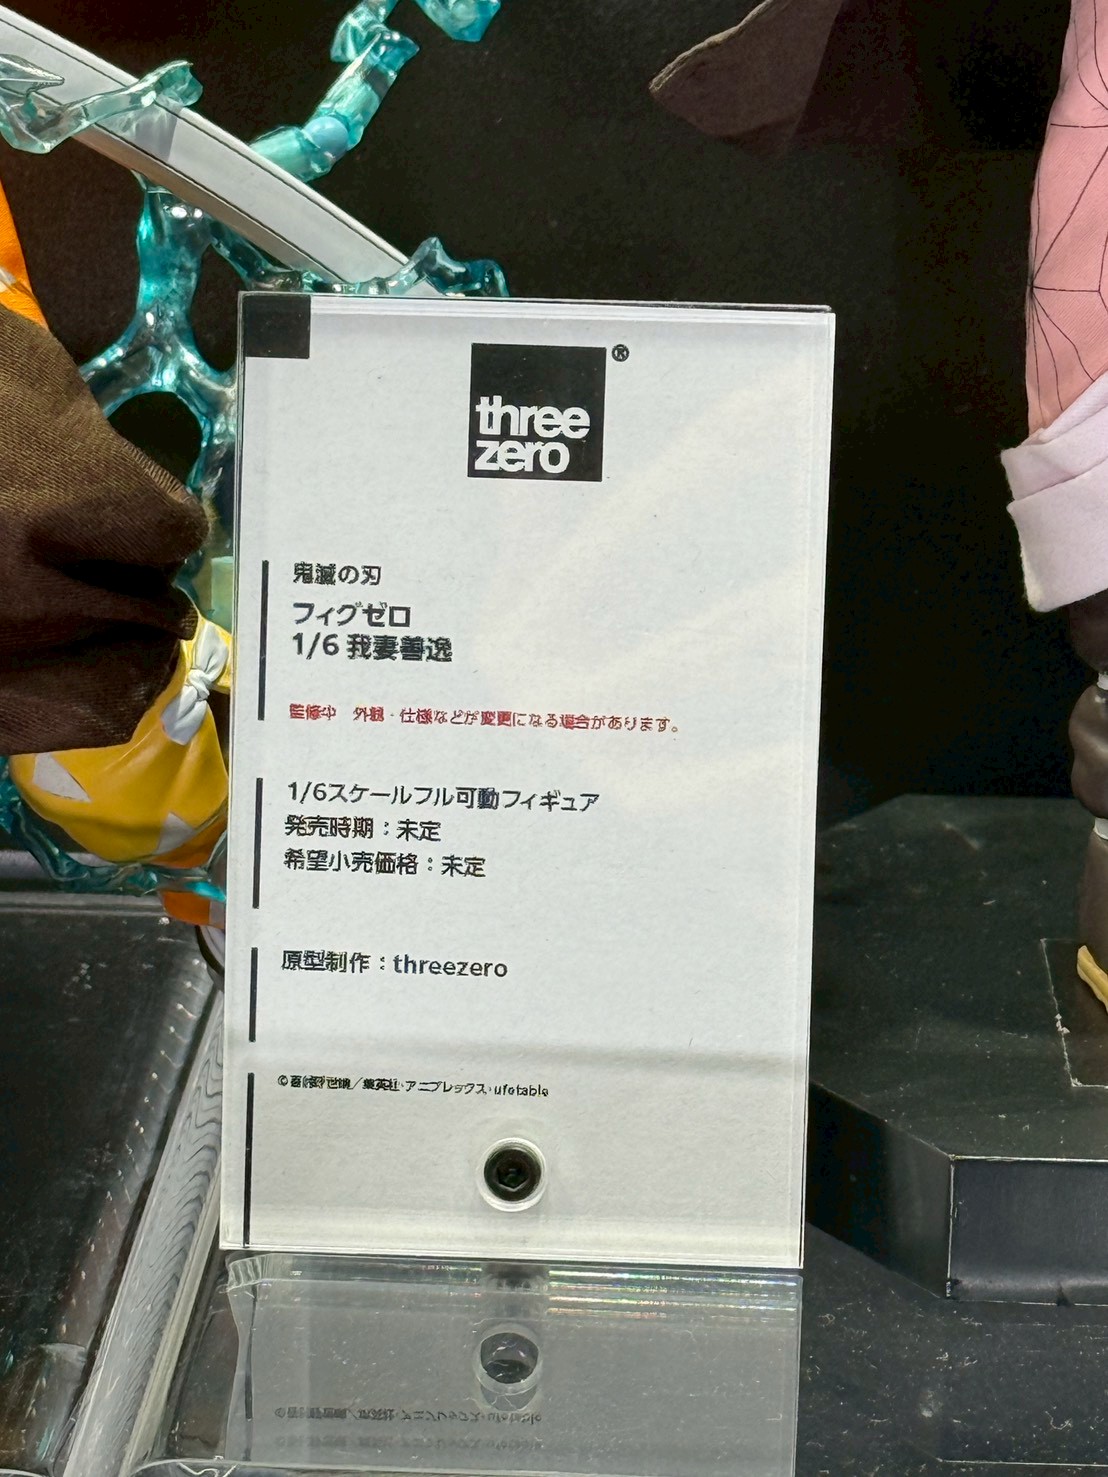 three
zero
®
鬼滅の刃
フィグゼロ
1/6 我妻善逸
監修中　外観・仕様などが変更になる場合があります。
1/6スケールフル可動フィギュア
発売時期：未定
希望小売価格：未定
原型制作：threezero
©吾峠呼世晴／集英社・アニプレックス・ufotable